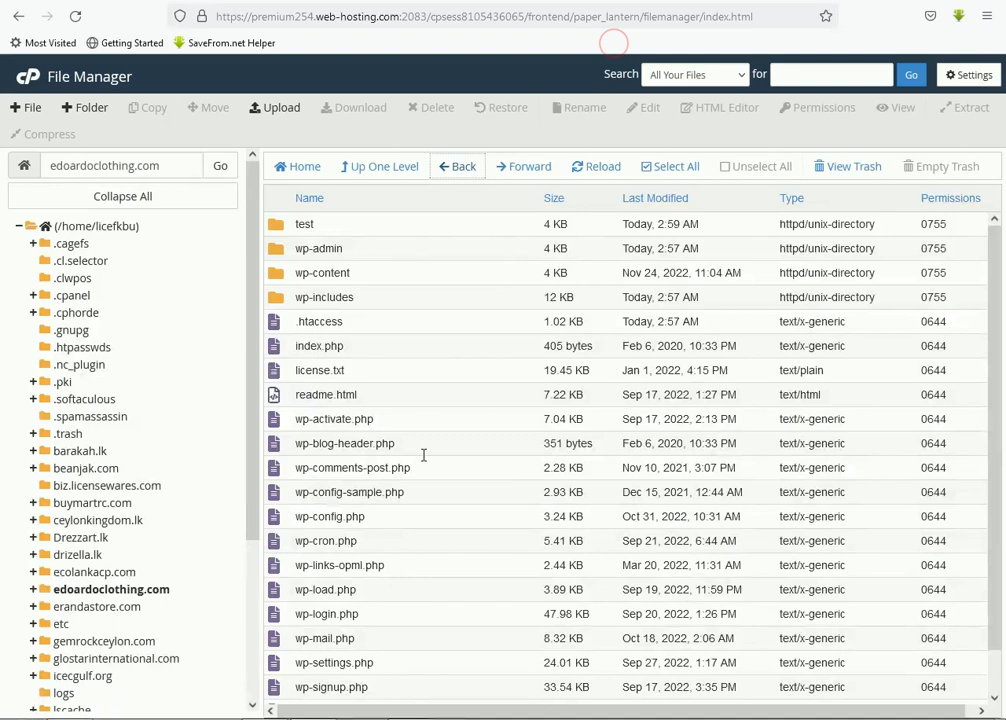 https://premium254.web-hosting.com:2083/cpsess8105436065/frontend/paper_lantern/filemanager/index.html
Most Visited Getting Started SaveFrom.net Helper
cP File Manager
Search All Your Files for Go Settings
File Folder Copy Move Upload Download Delete Restore Rename Edit HTML Editor Permissions View Extract
Compress
edoardoclothing.com Go
Home Up One Level Back Forward Reload Select All Unselect All View Trash Empty Trash
Collapse All
Name Size Last Modified Type Permissions
test 4 KB Today, 2:59 AM httpd/unix-directory 0755
wp-admin 4 KB Today, 2:57 AM httpd/unix-directory 0755
wp-content 4 KB Nov 24, 2022, 11:04 AM httpd/unix-directory 0755
wp-includes 12 KB Today, 2:57 AM httpd/unix-directory 0755
.htaccess 1.02 KB Today, 2:57 AM text/x-generic 0644
index.php 405 bytes Feb 6, 2020, 10:33 PM text/x-generic 0644
license.txt 19.45 KB Jan 1, 2022, 4:15 PM text/plain 0644
readme.html 7.22 KB Sep 17, 2022, 1:27 PM text/html 0644
wp-activate.php 7.04 KB Sep 17, 2022, 2:13 PM text/x-generic 0644
wp-blog-header.php 351 bytes Feb 6, 2020, 10:33 PM text/x-generic 0644
wp-comments-post.php 2.28 KB Nov 10, 2021, 3:07 PM text/x-generic 0644
wp-config-sample.php 2.93 KB Dec 15, 2021, 12:44 AM text/x-generic 0644
wp-config.php 3.24 KB Oct 31, 2022, 10:31 AM text/x-generic 0644
wp-cron.php 5.41 KB Sep 21, 2022, 6:44 AM text/x-generic 0644
wp-links-opml.php 2.44 KB Mar 20, 2022, 11:31 AM text/x-generic 0644
wp-load.php 3.89 KB Sep 19, 2022, 11:59 PM text/x-generic 0644
wp-login.php 47.98 KB Sep 20, 2022, 1:26 PM text/x-generic 0644
wp-mail.php 8.32 KB Oct 18, 2022, 2:06 AM text/x-generic 0644
wp-settings.php 24.01 KB Sep 27, 2022, 1:17 AM text/x-generic 0644
wp-signup.php 33.54 KB Sep 17, 2022, 3:35 PM text/x-generic 0644
(/home/licefkbu)
.cagefs
.cl.selector
.clwpos
.cpanel
.cphorde
.gnupg
.htpasswds
.nc_plugin
.pki
.softaculous
.spamassassin
.trash
barakah.lk
beanjak.com
biz.licensewares.com
buymartrc.com
ceylonkingdom.lk
Drezzart.lk
drizella.lk
ecolankacp.com
edoardoclothing.com
erandastore.com
etc
gemrockceylon.com
glostarinternational.com
icecgulf.org
logs
lscache